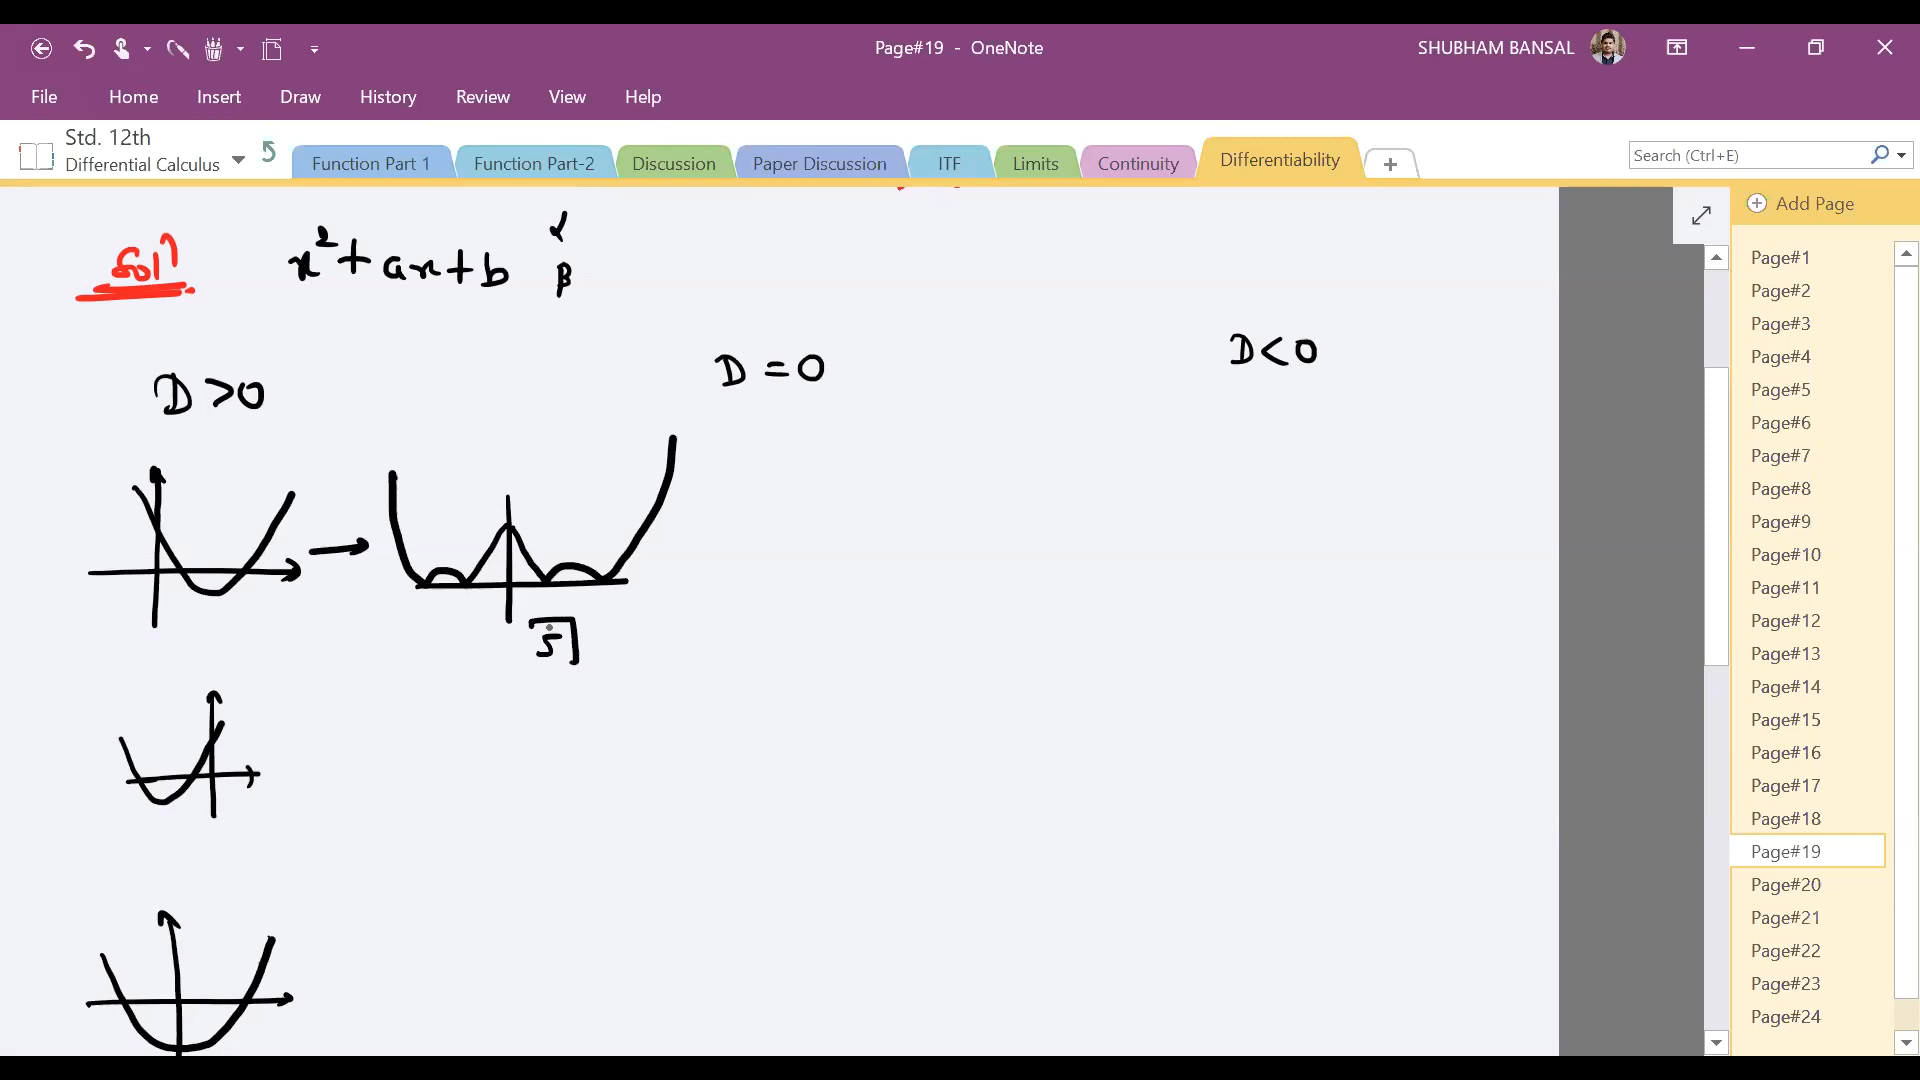 Page#19 - OneNote
SHUBHAM BANSAL
File Home Insert Draw History Review View Help
Std. 12th
Differential Calculus
Function Part 1
Function Part-2
Discussion
Paper Discussion
ITF
Limits
Continuity
Differentiability
Search (Ctrl+E)
Add Page
Solⁿ
x² + ax + b
α
β
D > 0
D = 0
D < 0
5
Page#1
Page#2
Page#3
Page#4
Page#5
Page#6
Page#7
Page#8
Page#9
Page#10
Page#11
Page#12
Page#13
Page#14
Page#15
Page#16
Page#17
Page#18
Page#19
Page#20
Page#21
Page#22
Page#23
Page#24